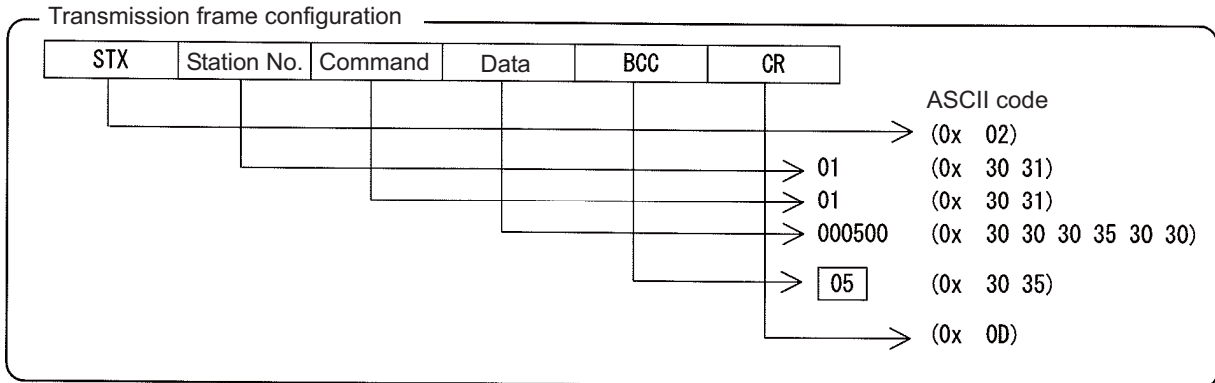 Transmission frame configuration
STX Station No. Command Data BCC CR
ASCII code
(0x 02)
01 (0x 30 31)
01 (0x 30 31)
000500 (0x 30 30 30 35 30 30)
05 (0x 30 35)
(0x 0D)